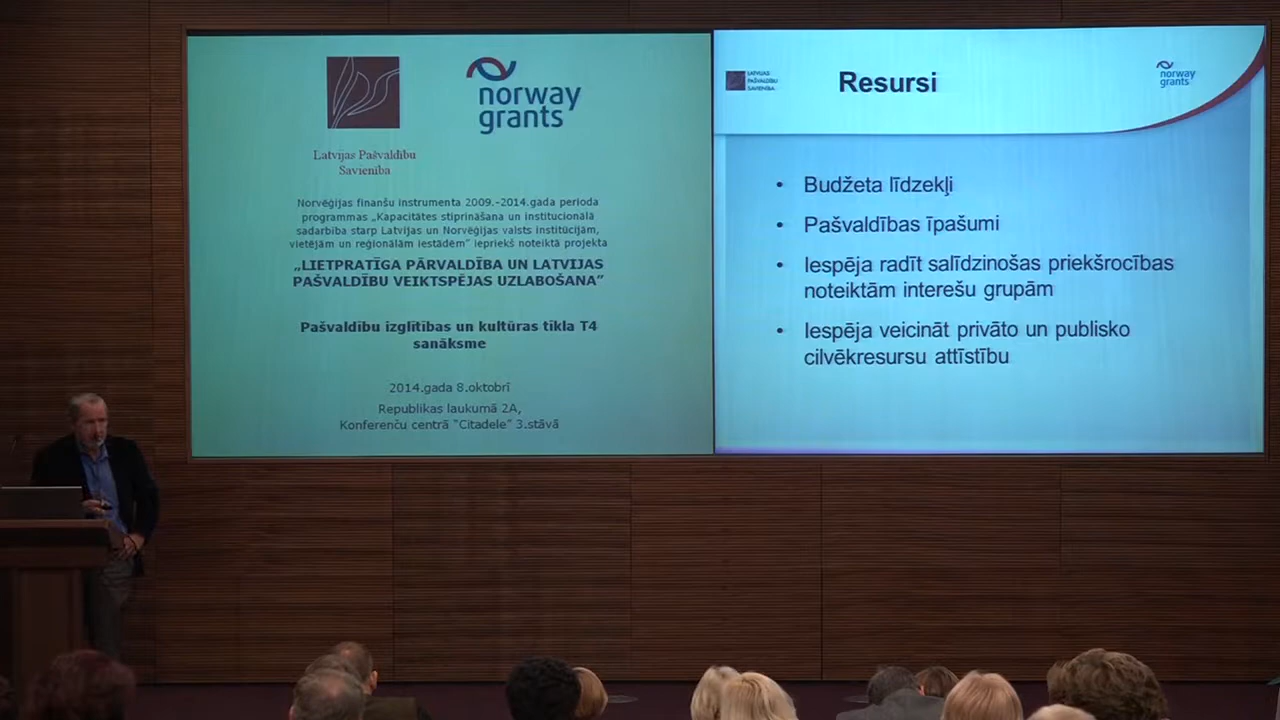 norway
grants
Latvijas Pašvaldību
Savienība
Norvēģijas finanšu instrumenta 2009.-2014.gada perioda
programmas „Kapacitātes stiprināšana un institucionālā
sadarbība starp Latvijas un Norvēģijas valsts institūcijām,
vietējām un reģionālām iestādēm” iepriekš noteiktā projekta
„LIETPRATĪGA PĀRVALDĪBA UN LATVIJAS
PAŠVALDĪBU VEIKTSPĒJAS UZLABOŠANA”
Pašvaldību izglītības un kultūras tīkla T4
sanāksme
2014.gada 8.oktobrī
Republikas laukumā 2A,
Konferenču centrā "Citadele" 3.stāvā
LATVIJAS
PAŠVALDĪBU
SAVIENĪBA
Resursi
norway
grants
• Budžeta līdzekļi
• Pašvaldības īpašumi
• Iespēja radīt salīdzinošas priekšrocības
noteiktām interešu grupām
• Iespēja veicināt privāto un publisko
cilvēkresursu attīstību